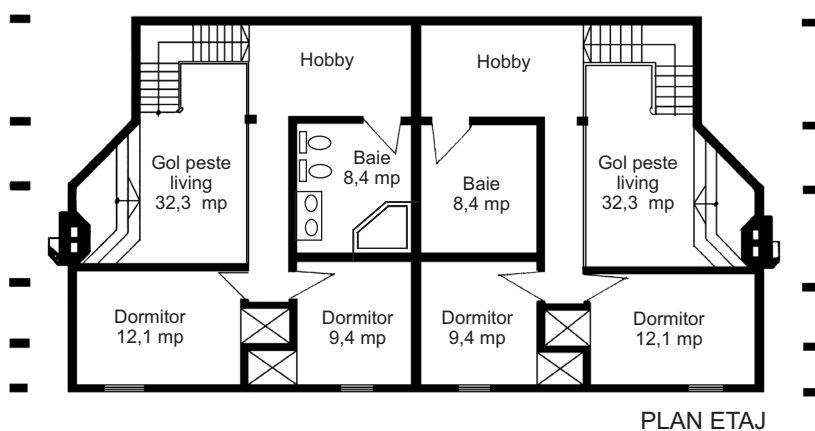 Hobby
Hobby
Gol peste
living
32,3 mp
Baie
8,4 mp
Baie
8,4 mp
Gol peste
living
32,3 mp
Dormitor
12,1 mp
Dormitor
9,4 mp
Dormitor
9,4 mp
Dormitor
12,1 mp
PLAN ETAJ